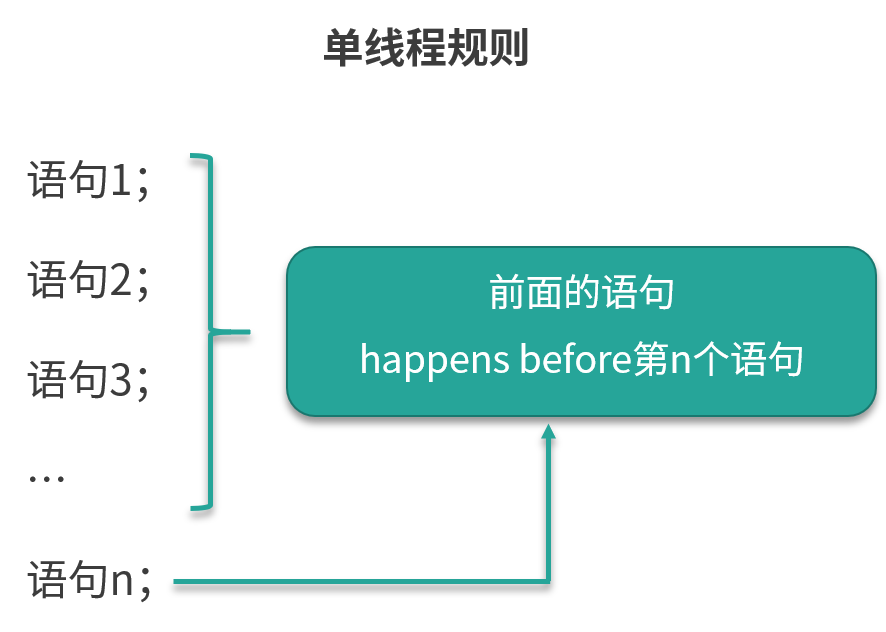 单线程规则
语句1；
语句2；
语句3；
…
语句n；
前面的语句
happens before第n个语句